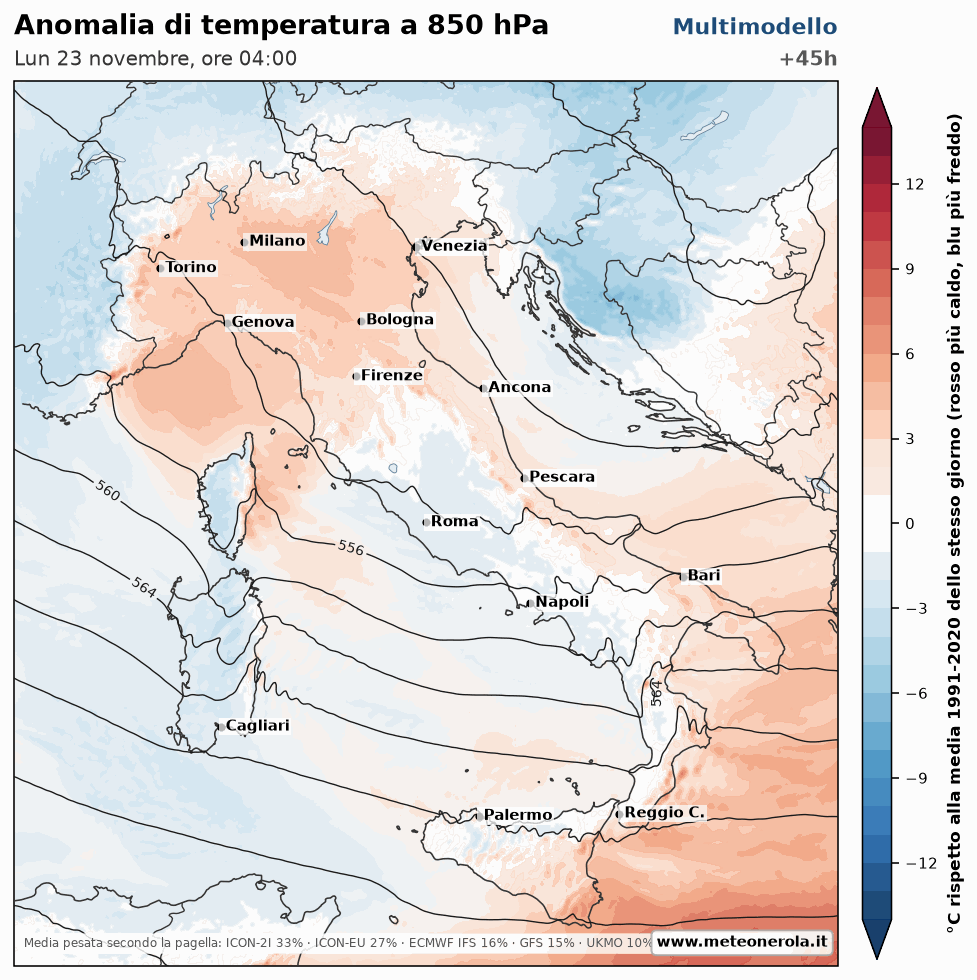 Anomalia di temperatura a 850 hPa
Multimodello
Lun 23 novembre, ore 04:00
+45h
Milano
Venezia
Torino
Genova
Bologna
Firenze
Ancona
Pescara
560
Roma
556
564
Bari
Napoli
564
Cagliari
Palermo
Reggio C.
Media pesata secondo la pagella: ICON-2I 33% · ICON-EU 27% · ECMWF IFS 16% · GFS 15% · UKMO 10%
www.meteonerola.it
12
9
6
3
0
−3
−6
−9
−12
°C rispetto alla media 1991-2020 dello stesso giorno (rosso più caldo, blu più freddo)